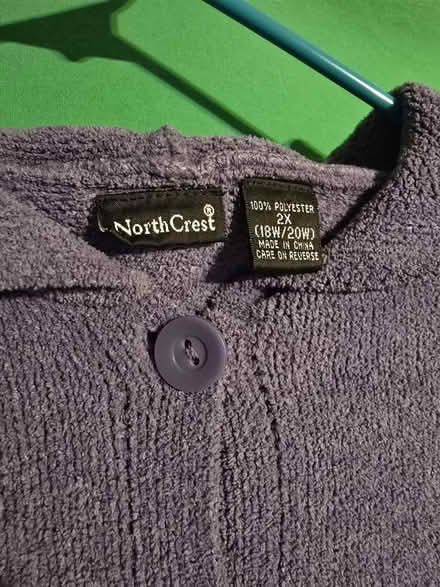 NorthCrest®
100% POLYESTER
2X
(18W/20W)
MADE IN CHINA
CARE ON REVERSE